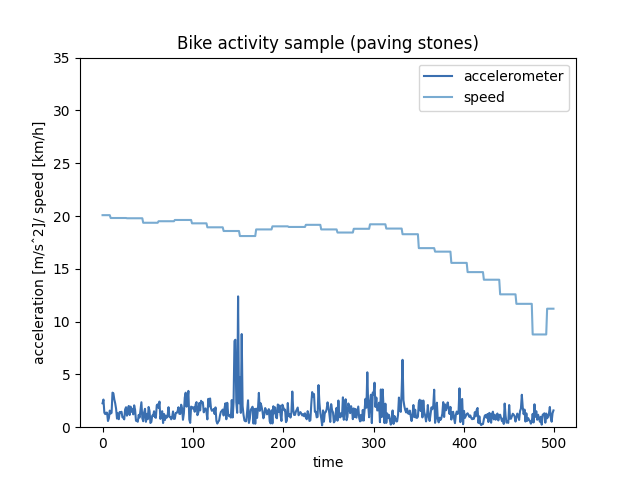 Bike activity sample (paving stones)
35
30
25
20
15
10
5
0
acceleration [m/s^2]/ speed [km/h]
accelerometer
speed
0 100 200 300 400 500
time